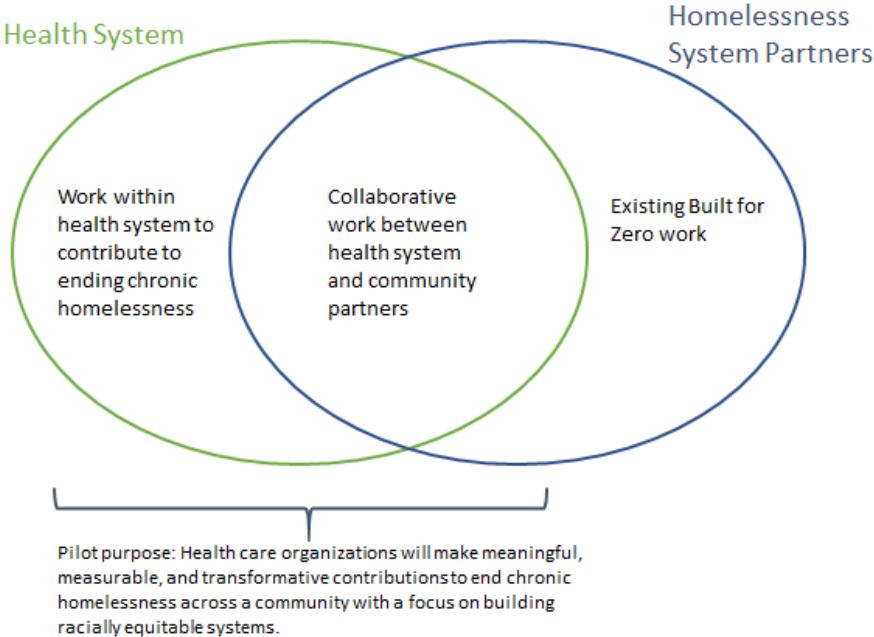 Health System
Homelessness
System Partners
Work within
health system to
contribute to
ending chronic
homelessness
Collaborative
work between
health system
and community
partners
Existing Built for
Zero work
Pilot purpose: Health care organizations will make meaningful,
measurable, and transformative contributions to end chronic
homelessness across a community with a focus on building
racially equitable systems.